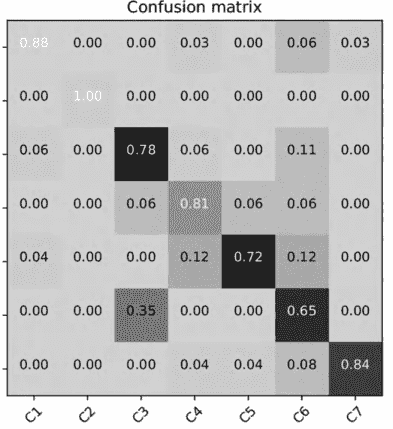 Confusion matrix
0.88 0.00 0.00 0.03 0.00 0.06 0.03
0.00 1.00 0.00 0.00 0.00 0.00 0.00
0.06 0.00 0.78 0.06 0.00 0.11 0.00
0.00 0.00 0.06 0.81 0.06 0.06 0.00
0.04 0.00 0.00 0.12 0.72 0.12 0.00
0.00 0.00 0.35 0.00 0.00 0.65 0.00
0.00 0.00 0.00 0.04 0.04 0.08 0.84
C1 C2 C3 C4 C5 C6 C7